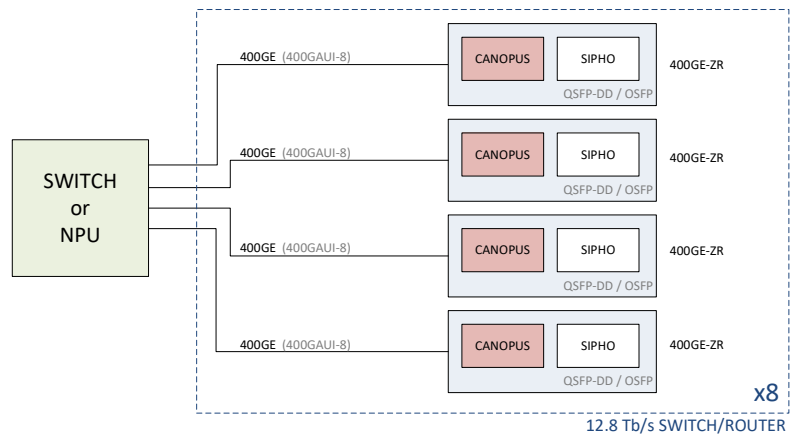 400GE (400GAUI-8)
CANOPUS
SIPHO
400GE-ZR
QSFP-DD / OSFP
400GE (400GAUI-8)
CANOPUS
SIPHO
400GE-ZR
QSFP-DD / OSFP
SWITCH
or
NPU
400GE (400GAUI-8)
CANOPUS
SIPHO
400GE-ZR
QSFP-DD / OSFP
400GE (400GAUI-8)
CANOPUS
SIPHO
400GE-ZR
QSFP-DD / OSFP
x8
12.8 Tb/s SWITCH/ROUTER